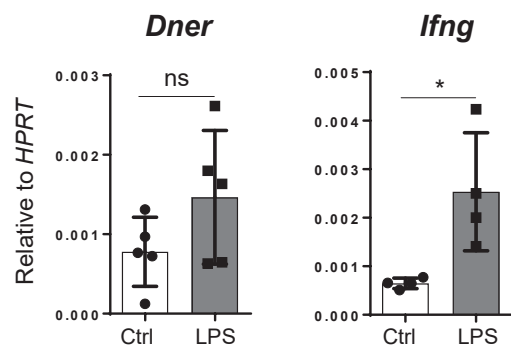 Dner
Relative to HPRT
0.003
0.002
0.001
0.000
ns
Ctrl
LPS
Ifng
0.005
0.004
0.003
0.002
0.001
0.000
*
Ctrl
LPS